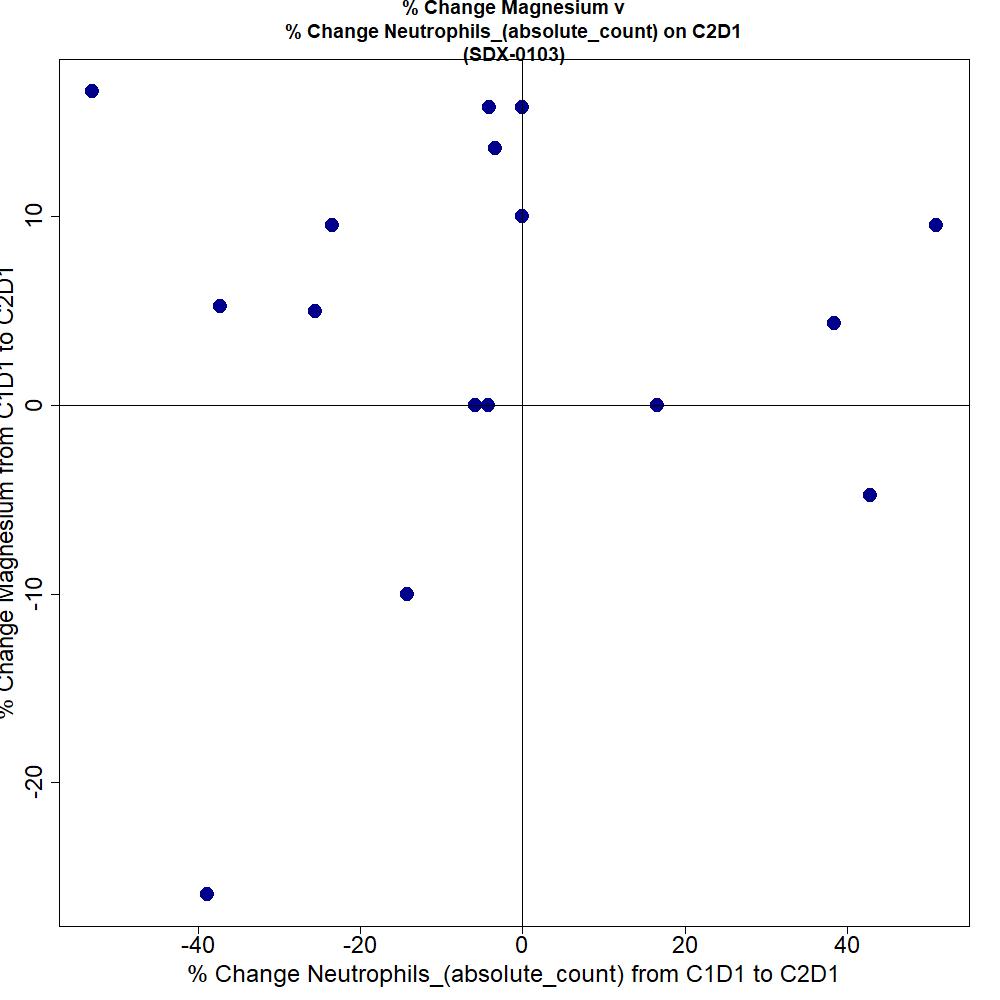 % Change Magnesium v
% Change Neutrophils_(absolute_count) on C2D1
(SDX-0103)
% Change Magnesium from C1D1 to C2D1
10
0
-10
-20
-40
-20
0
20
40
% Change Neutrophils_(absolute_count) from C1D1 to C2D1